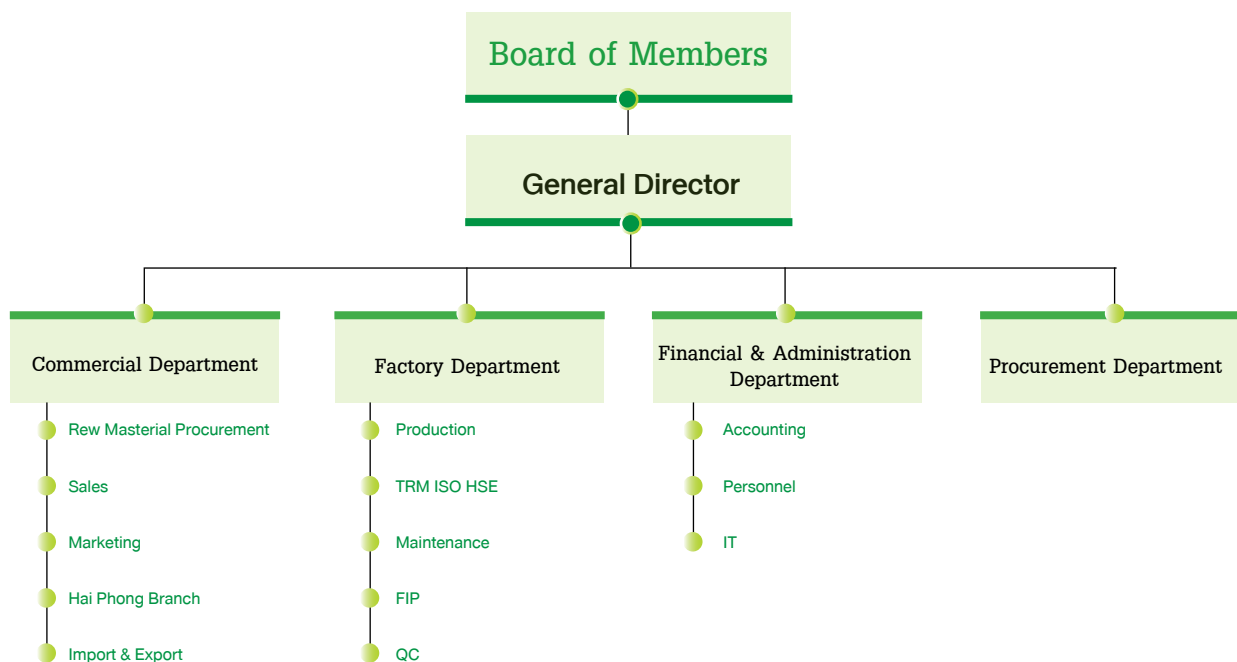 Board of Members
General Director
Commercial Department
Rew Masterial Procurement
Sales
Marketing
Hai Phong Branch
Import & Export
Factory Department
Production
TRM ISO HSE
Maintenance
FIP
QC
Financial & Administration
Department
Accounting
Personnel
IT
Procurement Department